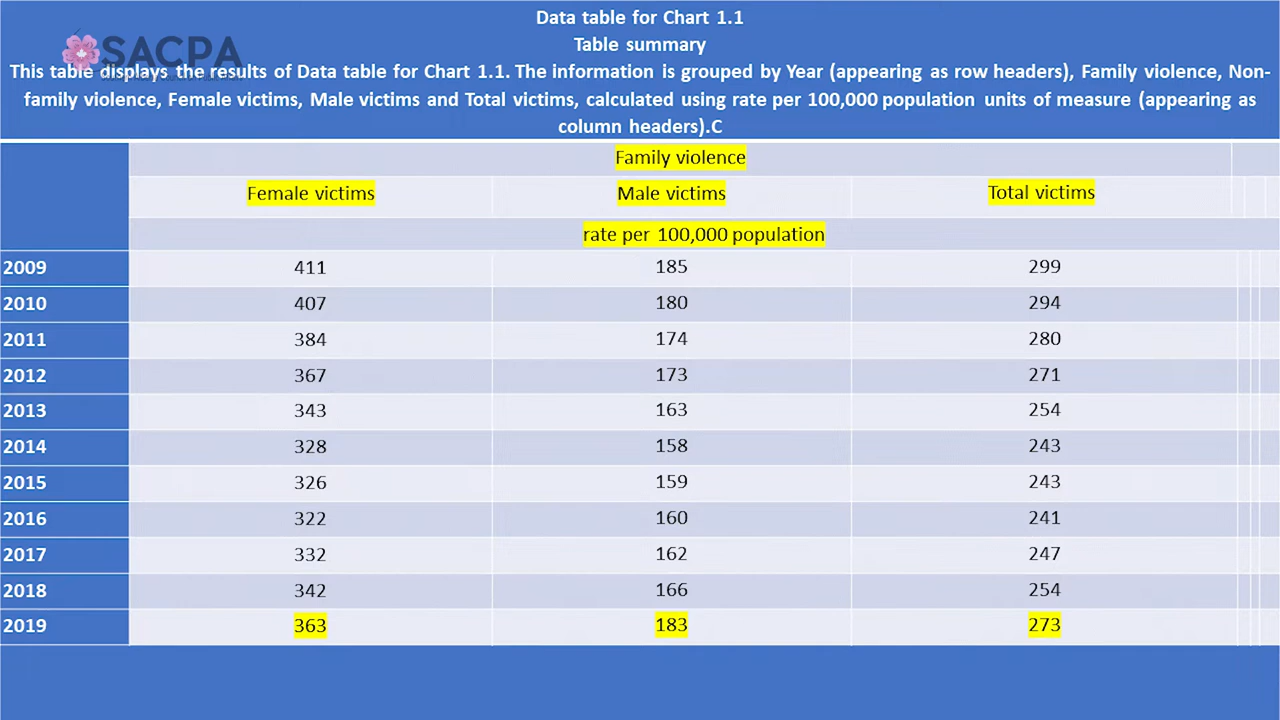 Data table for Chart 1.1
Table summary
SACPA
This table displays the results of Data table for Chart 1.1. The information is grouped by Year (appearing as row headers), Family violence, Non-
family violence, Female victims, Male victims and Total victims, calculated using rate per 100,000 population units of measure (appearing as
column headers).C
Family violence
Female victims Male victims Total victims
rate per 100,000 population
2009 411 185 299
2010 407 180 294
2011 384 174 280
2012 367 173 271
2013 343 163 254
2014 328 158 243
2015 326 159 243
2016 322 160 241
2017 332 162 247
2018 342 166 254
2019 363 183 273